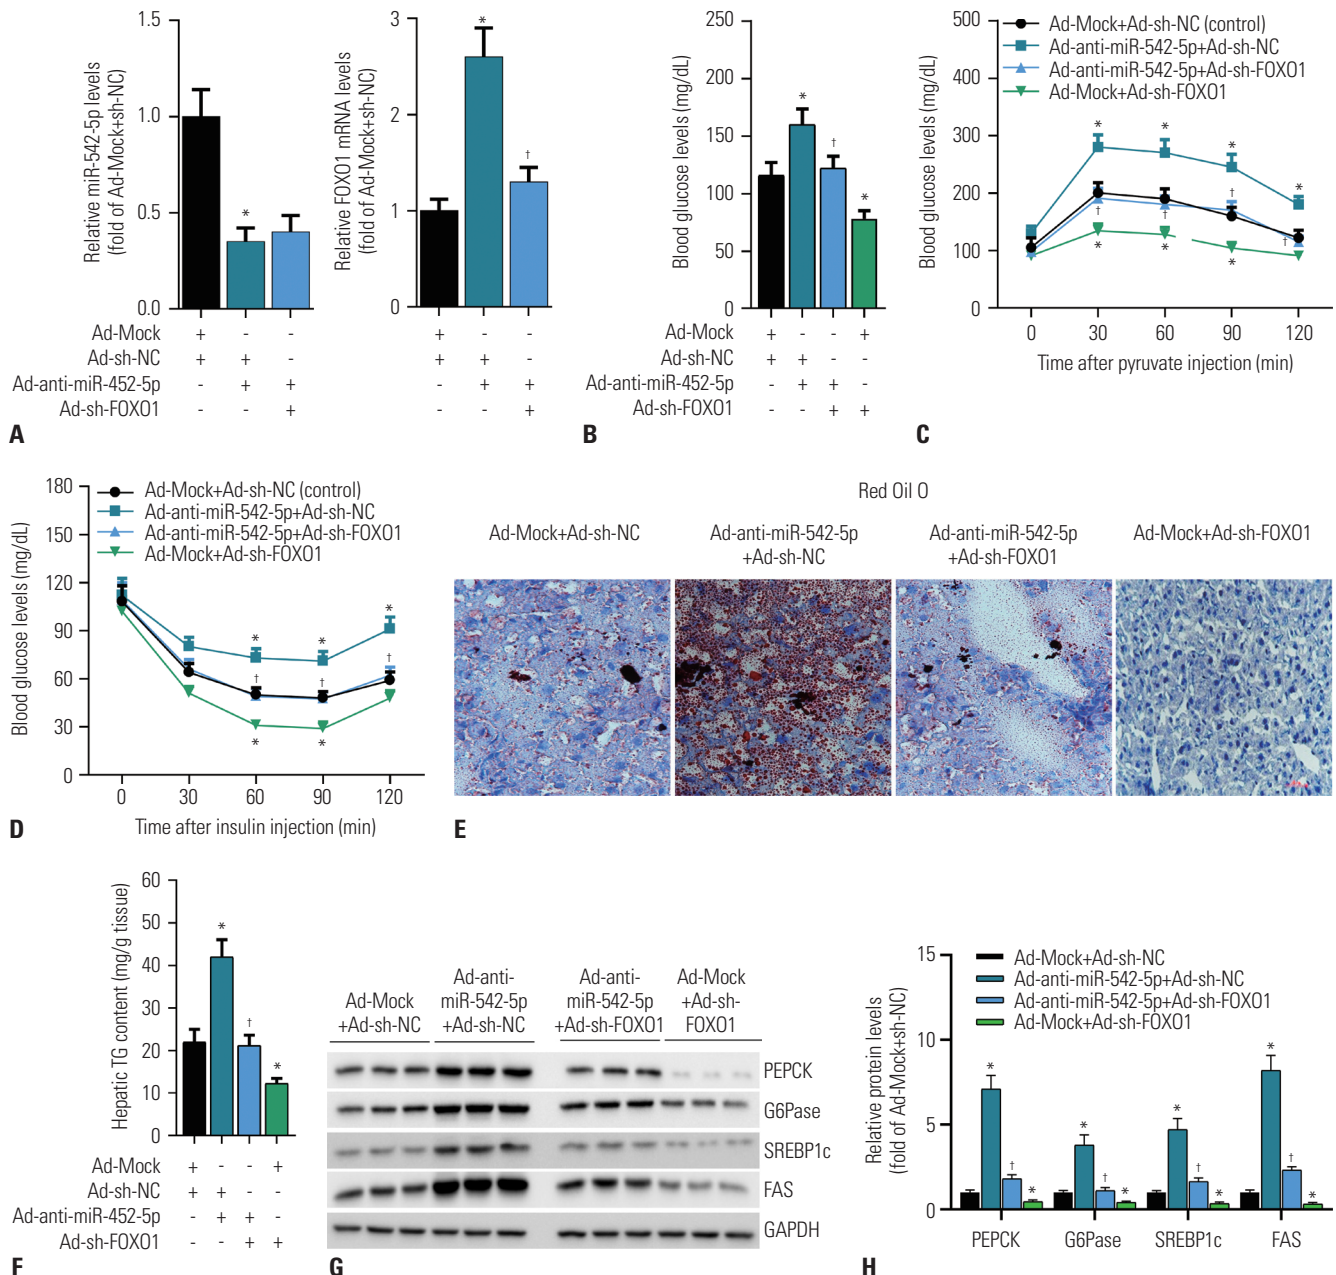 Relative miR-542-5p levels
(fold of Ad-Mock+sh-NC)
1.5
1.0
0.5
0.0
*
Relative FOXO1 mRNA levels
(fold of Ad-Mock+sh-NC)
3
2
1
0
*
†
Ad-Mock + - - + - -
Ad-sh-NC + + - + + -
Ad-anti-miR-452-5p - + + - + +
Ad-sh-FOXO1 - - + - - +
A
Blood glucose levels (mg/dL)
250
200
150
100
50
0
*
†
*
Ad-Mock + - - +
Ad-sh-NC + + - -
Ad-anti-miR-452-5p - + + -
Ad-sh-FOXO1 - - + +
B
Blood glucose levels (mg/dL)
500
400
300
200
100
0
Ad-Mock+Ad-sh-NC (control)
Ad-anti-miR-542-5p+Ad-sh-NC
Ad-anti-miR-542-5p+Ad-sh-FOXO1
Ad-Mock+Ad-sh-FOXO1
* * * *
† † † †
* * *
0 30 60 90 120
Time after pyruvate injection (min)
C
Blood glucose levels (mg/dL)
180
150
120
90
60
30
0
Ad-Mock+Ad-sh-NC (control)
Ad-anti-miR-542-5p+Ad-sh-NC
Ad-anti-miR-542-5p+Ad-sh-FOXO1
Ad-Mock+Ad-sh-FOXO1
* * *
† † †
* *
0 30 60 90 120
Time after insulin injection (min)
D
Red Oil O
Ad-Mock+Ad-sh-NC
Ad-anti-miR-542-5p
+Ad-sh-NC
Ad-anti-miR-542-5p
+Ad-sh-FOXO1
Ad-Mock+Ad-sh-FOXO1
E
Hepatic TG content (mg/g tissue)
60
50
40
30
20
10
0
*
†
*
Ad-Mock + - - +
Ad-sh-NC + + - -
Ad-anti-miR-452-5p - + + -
Ad-sh-FOXO1 - - + +
F
Ad-Mock
+Ad-sh-NC
Ad-anti-
miR-542-5p
+Ad-sh-NC
Ad-anti-
miR-542-5p
+Ad-sh-FOXO1
Ad-Mock
+Ad-sh-
FOXO1
PEPCK
G6Pase
SREBP1c
FAS
GAPDH
G
Relative protein levels
(fold of Ad-Mock+sh-NC)
15
10
5
0
Ad-Mock+Ad-sh-NC
Ad-anti-miR-542-5p+Ad-sh-NC
Ad-anti-miR-542-5p+Ad-sh-FOXO1
Ad-Mock+Ad-sh-FOXO1
* † * * † * * † * * † *
PEPCK G6Pase SREBP1c FAS
H